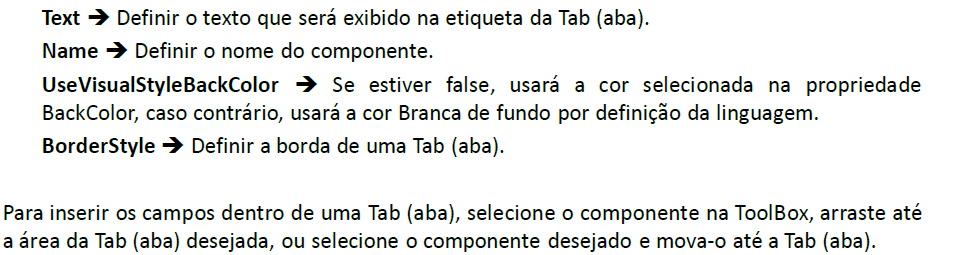 Text ➔ Definir o texto que será exibido na etiqueta da Tab (aba).
Name ➔ Definir o nome do componente.
UseVisualStyleBackColor ➔ Se estiver false, usará a cor selecionada na propriedade
BackColor, caso contrário, usará a cor Branca de fundo por definição da linguagem.
BorderStyle ➔ Definir a borda de uma Tab (aba).
Para inserir os campos dentro de uma Tab (aba), selecione o componente na ToolBox, arraste até
a área da Tab (aba) desejada, ou selecione o componente desejado e mova-o até a Tab (aba).